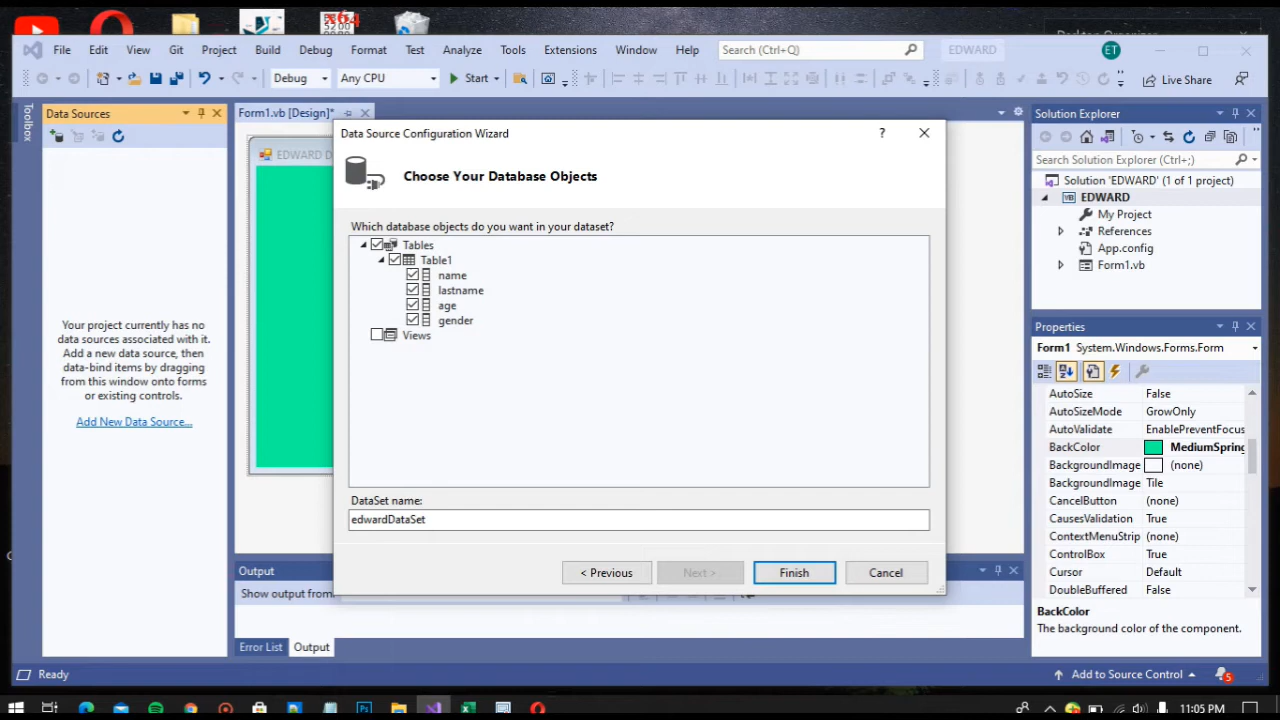 x64
File Edit View Git Project Build Debug Format Test Analyze Tools Extensions Window Help Search (Ctrl+Q) EDWARD ET
Debug Any CPU Start Live Share
Toolbox
Data Sources
Form1.vb [Design]*
Solution Explorer
Data Source Configuration Wizard
?
EDWARD D
Search Solution Explorer (Ctrl+;)
Choose Your Database Objects
Solution 'EDWARD' (1 of 1 project)
VB EDWARD
My Project
References
App.config
Form1.vb
Which database objects do you want in your dataset?
Tables
Table1
name
lastname
age
gender
Views
Your project currently has no
data sources associated with it.
Add a new data source, then
data-bind items by dragging
from this window onto forms
or existing controls.
Add New Data Source...
Properties
Form1 System.Windows.Forms.Form
AutoSize False
AutoSizeMode GrowOnly
AutoValidate EnablePreventFocus
BackColor MediumSpring
BackgroundImage (none)
BackgroundImage Tile
CancelButton (none)
CausesValidation True
ContextMenuStrip (none)
ControlBox True
Cursor Default
DoubleBuffered False
BackColor
The background color of the component.
DataSet name:
edwardDataSet
< Previous Next > Finish Cancel
Output
Show output from:
Error List Output
Ready
Add to Source Control 5
11:05 PM